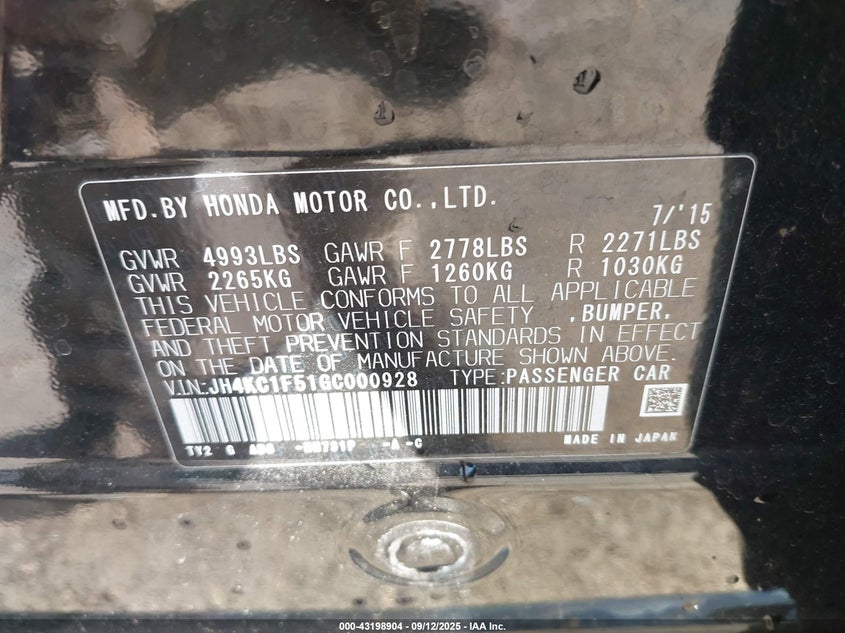 MFD.BY HONDA MOTOR CO.,LTD. 7/'15
GVWR 4993LBS GAWR F 2778LBS R 2271LBS
GVWR 2265KG GAWR F 1260KG R 1030KG
THIS VEHICLE CONFORMS TO ALL APPLICABLE
FEDERAL MOTOR VEHICLE SAFETY ,BUMPER,
AND THEFT PREVENTION STANDARDS IN EFFECT
ON THE DATE OF MANUFACTURE SHOWN ABOVE.
V.I.N:JH4KC1F51GC000928 TYPE:PASSENGER CAR
TY2 G -A -C MADE IN JAPAN
000-43198904 - 09/12/2025 - IAA Inc.